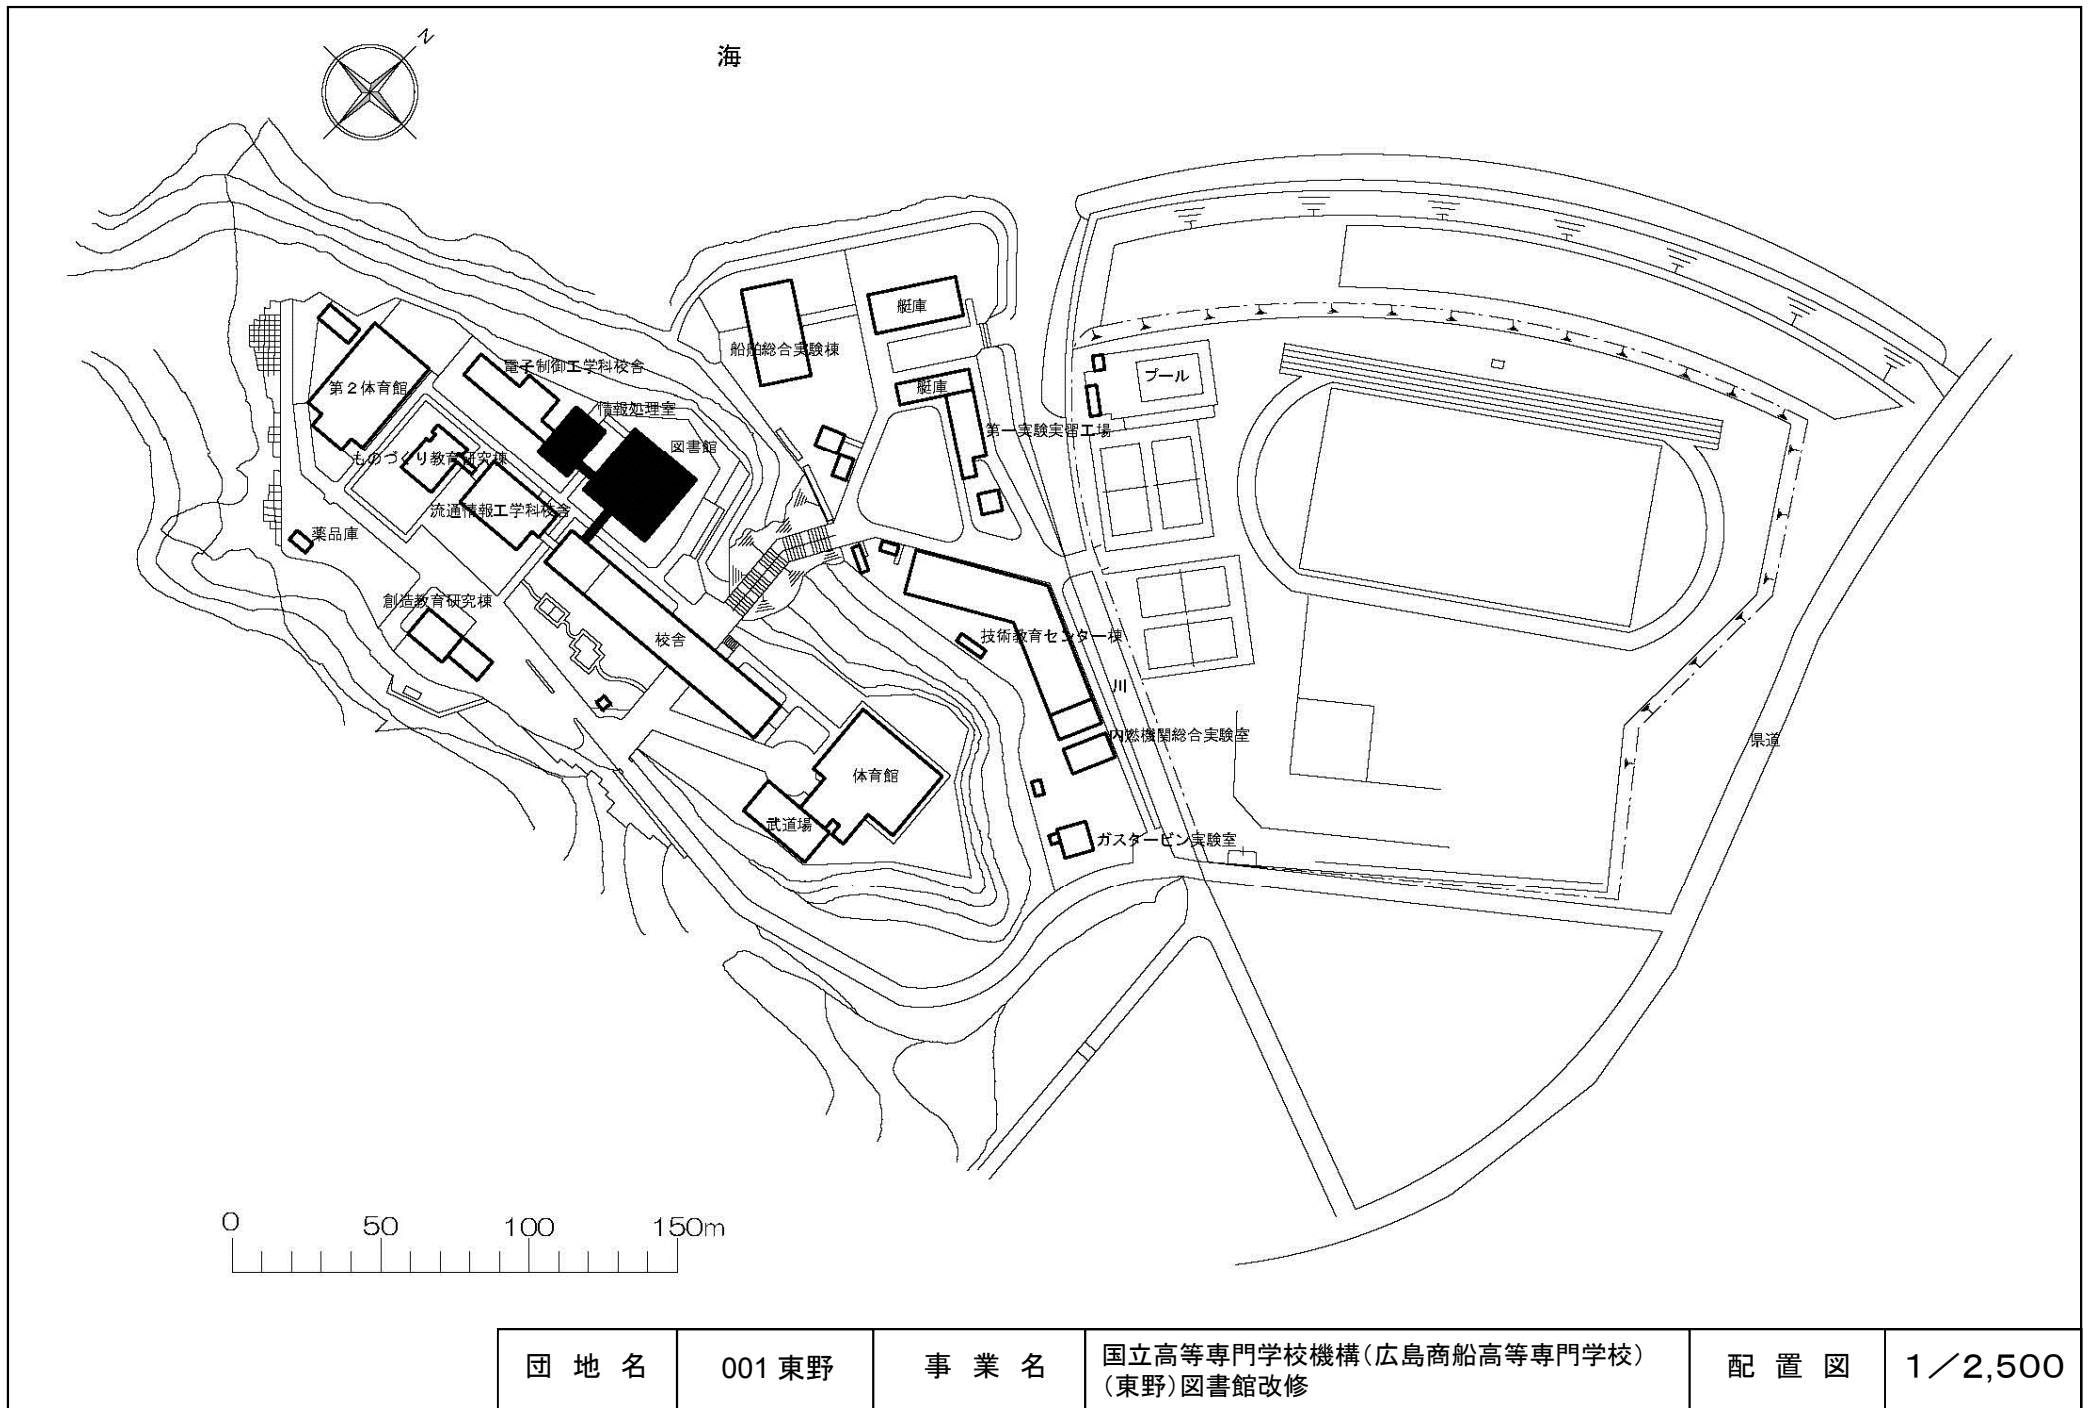 N
海
艇庫
船舶総合実験棟
電子制御工学科校舎
プール
第2体育館
艇庫
情報処理室
第一実験実習工場
図書館
ものづくり教育研究棟
流通情報工学科校舎
薬品庫
創造教育研究棟
校舎
技術教育センター棟
川
内燃機関総合実験室
県道
体育館
武道場
ガスタービン実験室
0 50 100 150m
団地名 001 東野 事業名 国立高等専門学校機構(広島商船高等専門学校)
(東野)図書館改修 配置図 1/2,500